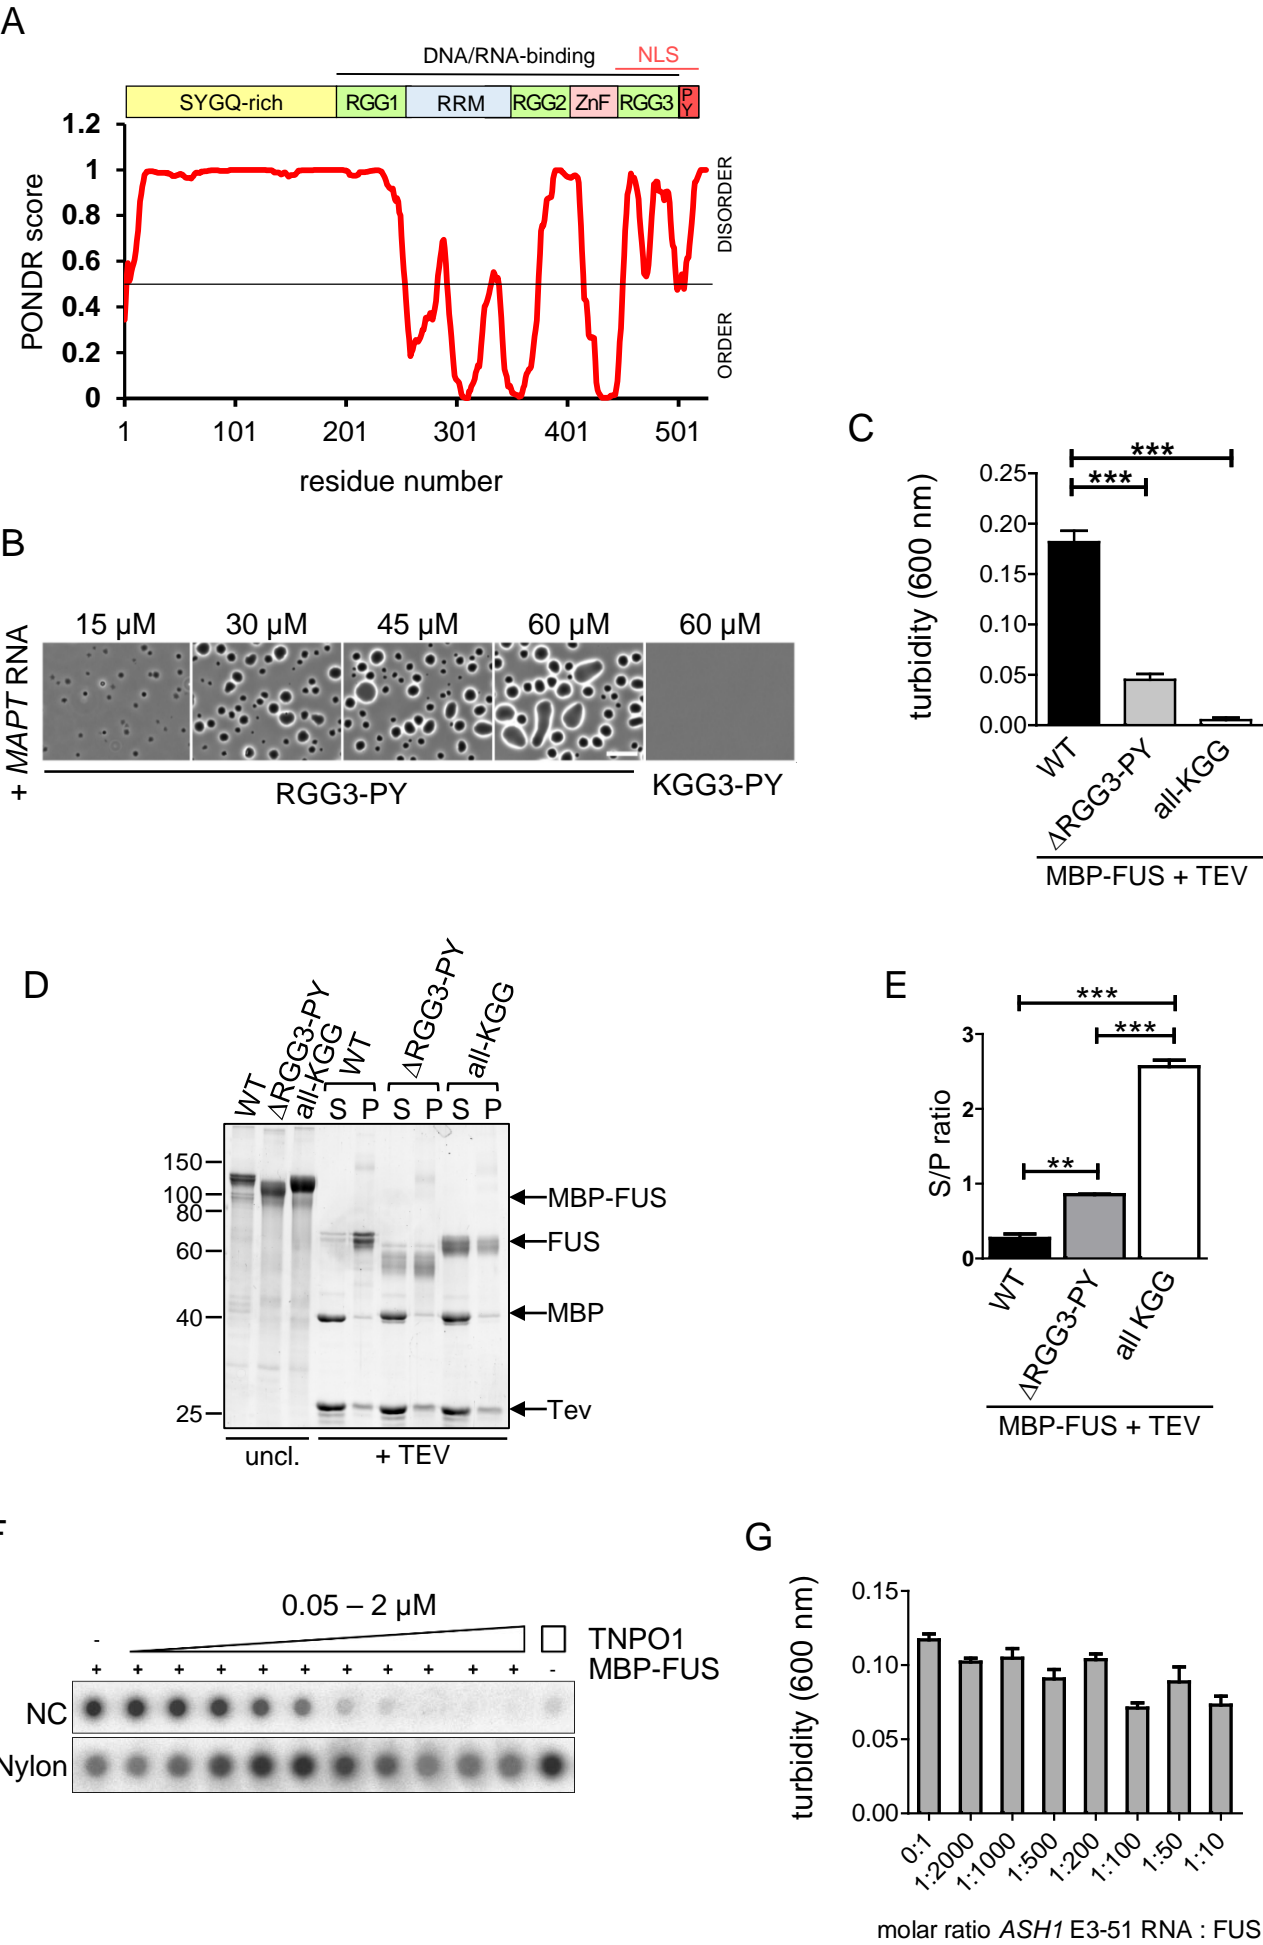 A
DNA/RNA-binding
NLS
SYGQ-rich
RGG1
RRM
RGG2
ZnF
RGG3
PY
PONDR score
1.2
1
0.8
0.6
0.4
0.2
0
DISORDER
ORDER
1 101 201 301 401 501
residue number
B
15 µM 30 µM 45 µM 60 µM 60 µM
+ MAPT RNA
RGG3-PY
KGG3-PY
C
*** 
***
turbidity (600 nm)
0.25
0.20
0.15
0.10
0.05
0.00
WT
ΔRGG3-PY
all-KGG
MBP-FUS + TEV
D
WT
ΔRGG3-PY
all-KGG
WT
ΔRGG3-PY
all-KGG
S P S P S P
150
100
80
60
40
25
MBP-FUS
FUS
MBP
Tev
uncl.
+ TEV
E
***
***
**
S/P ratio
3
2
1
0
WT
ΔRGG3-PY
all KGG
MBP-FUS + TEV
F
0.05 – 2 µM
- TNPO1
+ + + + + + + + + + + - MBP-FUS
NC
Nylon
G
turbidity (600 nm)
0.15
0.10
0.05
0.00
0:1
1:2000
1:1000
1:500
1:200
1:100
1:50
1:10
molar ratio ASH1 E3-51 RNA : FUS